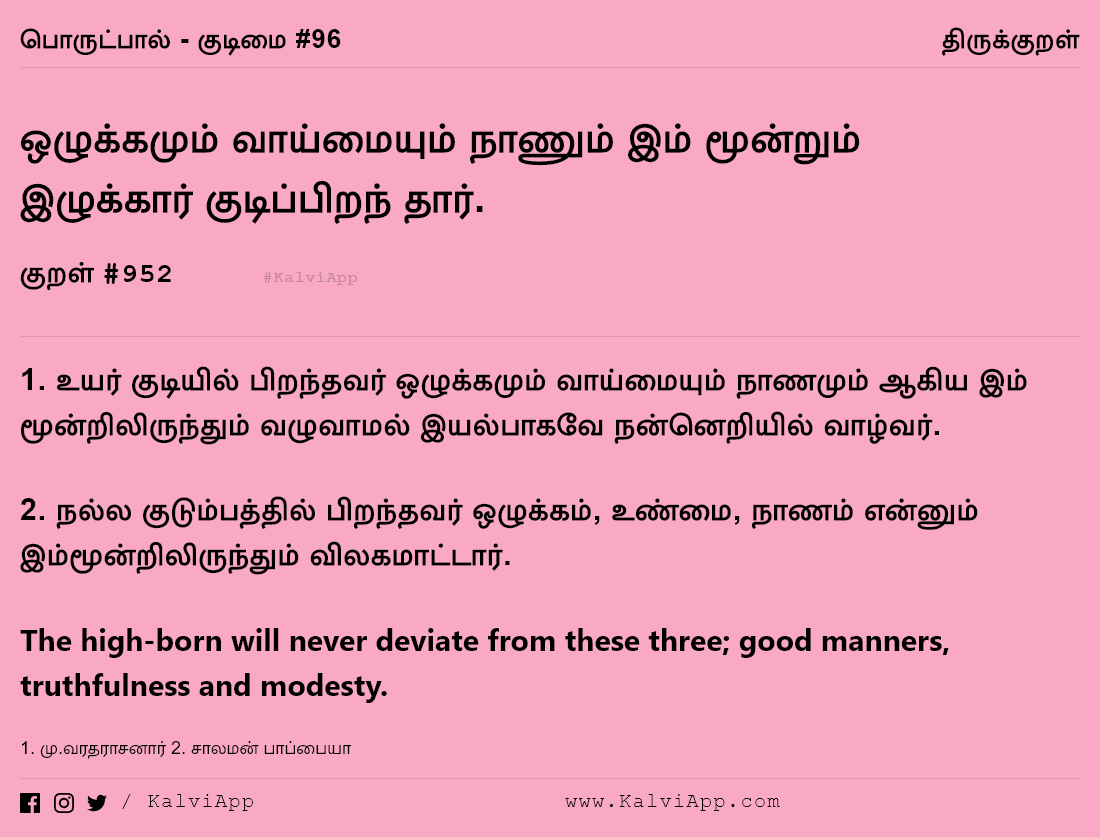 பொருட்பால் - குடிமை #96 திருக்குறள்
ஒழுக்கமும் வாய்மையும் நாணும் இம் மூன்றும்
இழுக்கார் குடிப்பிறந் தார்.
குறள் #952 #KalviApp
1. உயர் குடியில் பிறந்தவர் ஒழுக்கமும் வாய்மையும் நாணமும் ஆகிய இம்
மூன்றிலிருந்தும் வழுவாமல் இயல்பாகவே நன்னெறியில் வாழ்வர்.
2. நல்ல குடும்பத்தில் பிறந்தவர் ஒழுக்கம், உண்மை, நாணம் என்னும்
இம்மூன்றிலிருந்தும் விலகமாட்டார்.
The high-born will never deviate from these three; good manners,
truthfulness and modesty.
1. மு.வரதராசனார் 2. சாலமன் பாப்பையா
/ KalviApp www.KalviApp.com